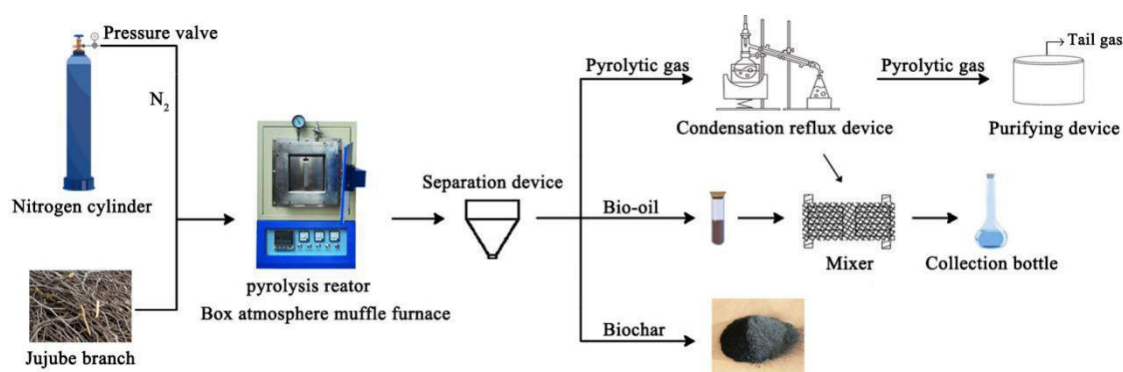 Pressure valve
N2
Nitrogen cylinder
Jujube branch
pyrolysis reator
Box atmosphere muffle furnace
Separation device
Pyrolytic gas
Condensation reflux device
Pyrolytic gas
Tail gas
Purifying device
Bio-oil
Mixer
Collection bottle
Biochar